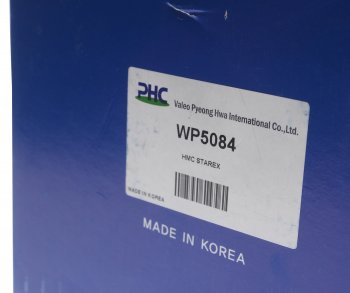 PHC
Valeo Pyeong Hwa International Co.,Ltd.
WP5084
HMC STAREX
MADE IN KOREA
MADE IN KOREA